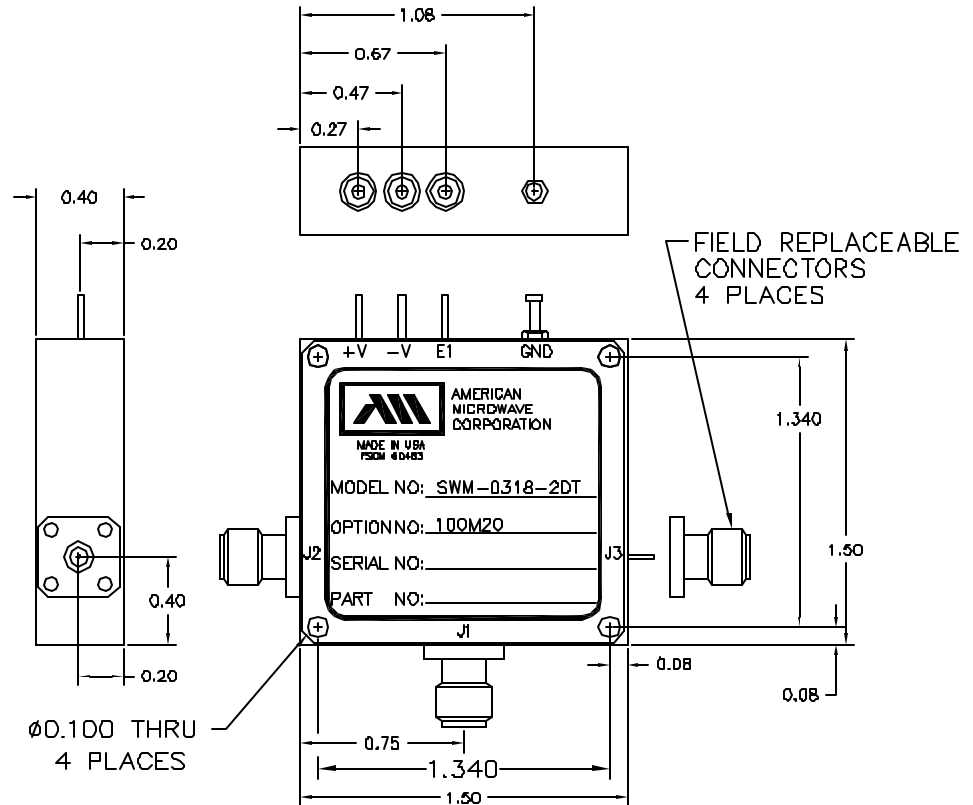 1.08
0.67
0.47
0.27
0.40
0.20
FIELD REPLACEABLE
CONNECTORS
4 PLACES
+V -V E1 GND
AMERICAN
MICROWAVE
CORPORATION
MADE IN USA
1.340
MODEL NO: SWM-0318-2DT
OPTION NO: 100M20
J2
J3
1.50
SERIAL NO:
PART NO:
0.40
J1
0.20
0.08
0.08
Ø0.100 THRU
4 PLACES
0.75
1.340
1.50